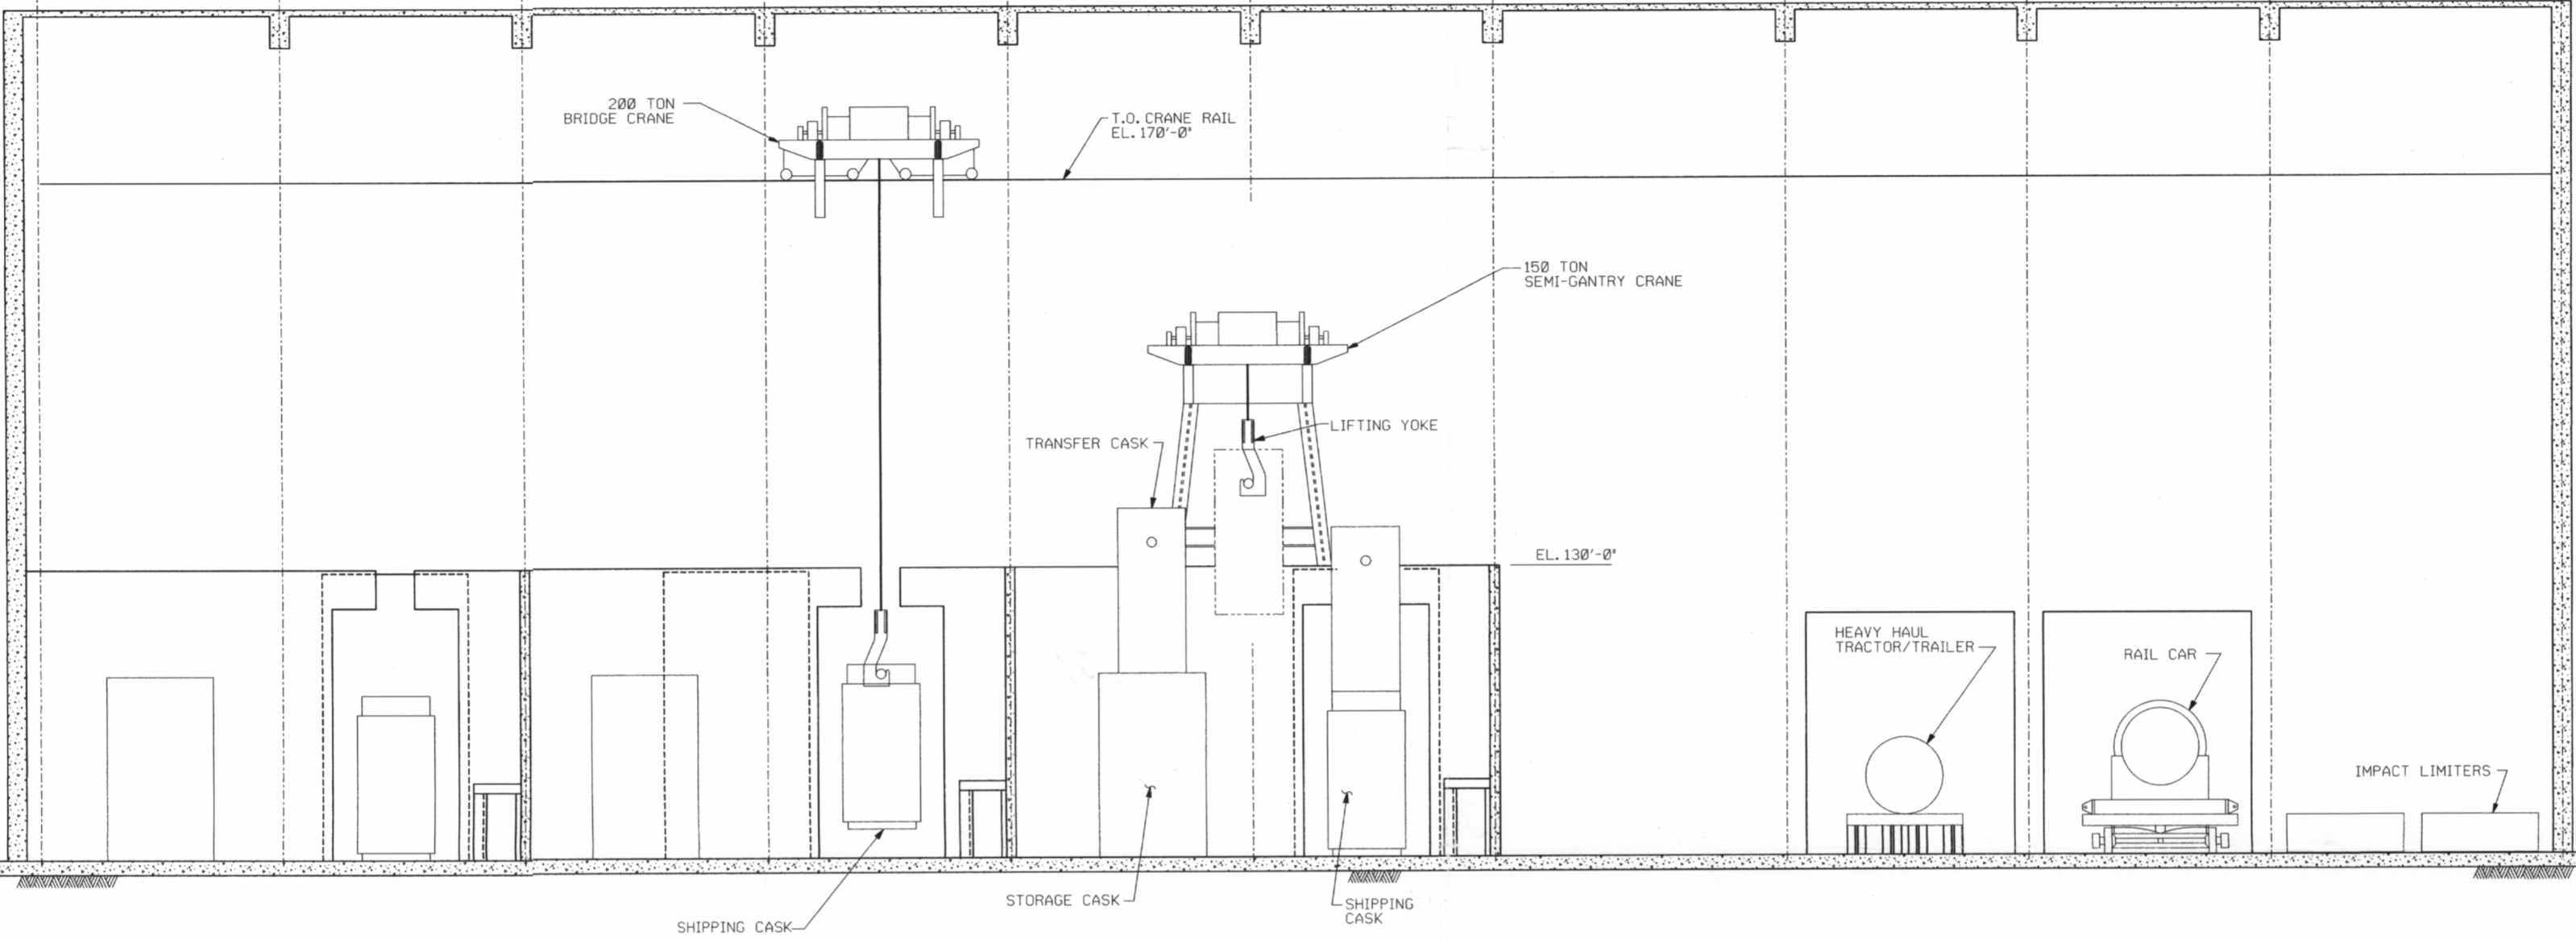 200 TON
BRIDGE CRANE
T.O. CRANE RAIL
EL. 170'-0"
150 TON
SEMI-GANTRY CRANE
LIFTING YOKE
TRANSFER CASK
EL. 130'-0"
HEAVY HAUL
TRACTOR/TRAILER
RAIL CAR
IMPACT LIMITERS
STORAGE CASK
SHIPPING
CASK
SHIPPING CASK